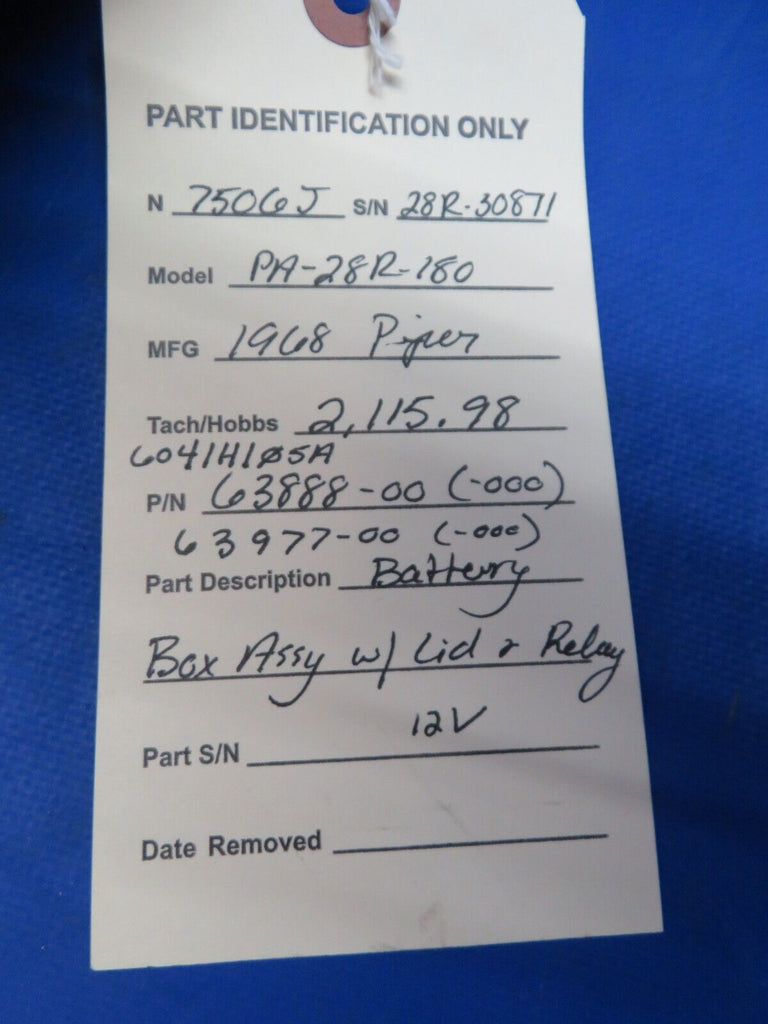 PART IDENTIFICATION ONLY
N 7506J S/N 28R-30871
Model PA-28R-180
MFG 1968 Piper
Tach/Hobbs 2,115.98
6041H105A
P/N 63888-00 (-000)
63977-00 (-000)
Part Description Battery
Box Assy w/ Lid & Relay
12V
Part S/N
Date Removed